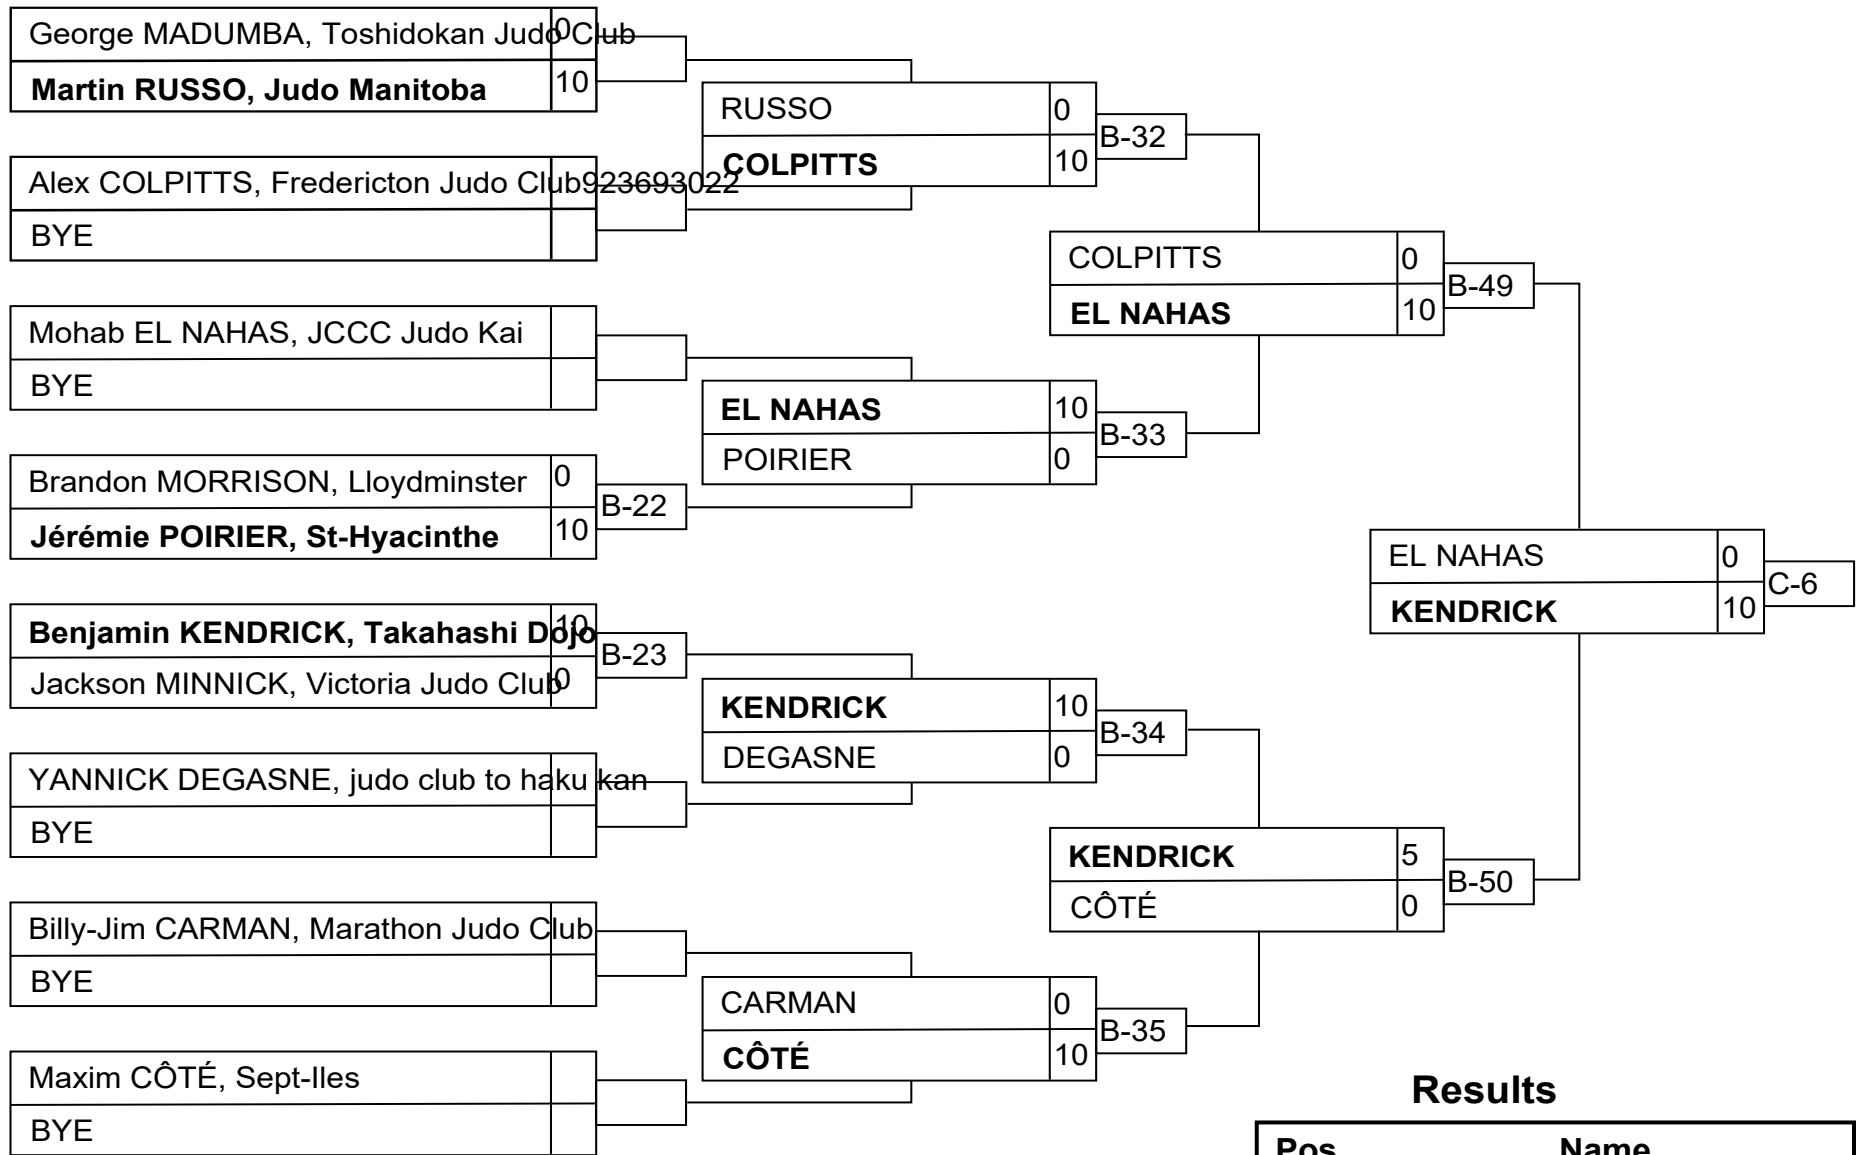 George MADUMBA, Toshidokan Judo Club 0
Martin RUSSO, Judo Manitoba 10
Alex COLPITTS, Fredericton Judo Club923693022
BYE
Mohab EL NAHAS, JCCC Judo Kai
BYE
Brandon MORRISON, Lloydminster 0
Jérémie POIRIER, St-Hyacinthe 10
B-22
Benjamin KENDRICK, Takahashi Dojo 10
Jackson MINNICK, Victoria Judo Club 0
B-23
YANNICK DEGASNE, judo club to haku kan
BYE
Billy-Jim CARMAN, Marathon Judo Club
BYE
Maxim CÔTÉ, Sept-Iles
BYE
RUSSO 0
COLPITTS 10
B-32
EL NAHAS 10
POIRIER 0
B-33
KENDRICK 10
DEGASNE 0
B-34
CARMAN 0
CÔTÉ 10
B-35
COLPITTS 0
EL NAHAS 10
B-49
KENDRICK 5
CÔTÉ 0
B-50
EL NAHAS 0
KENDRICK 10
C-6
Results
Pos Name